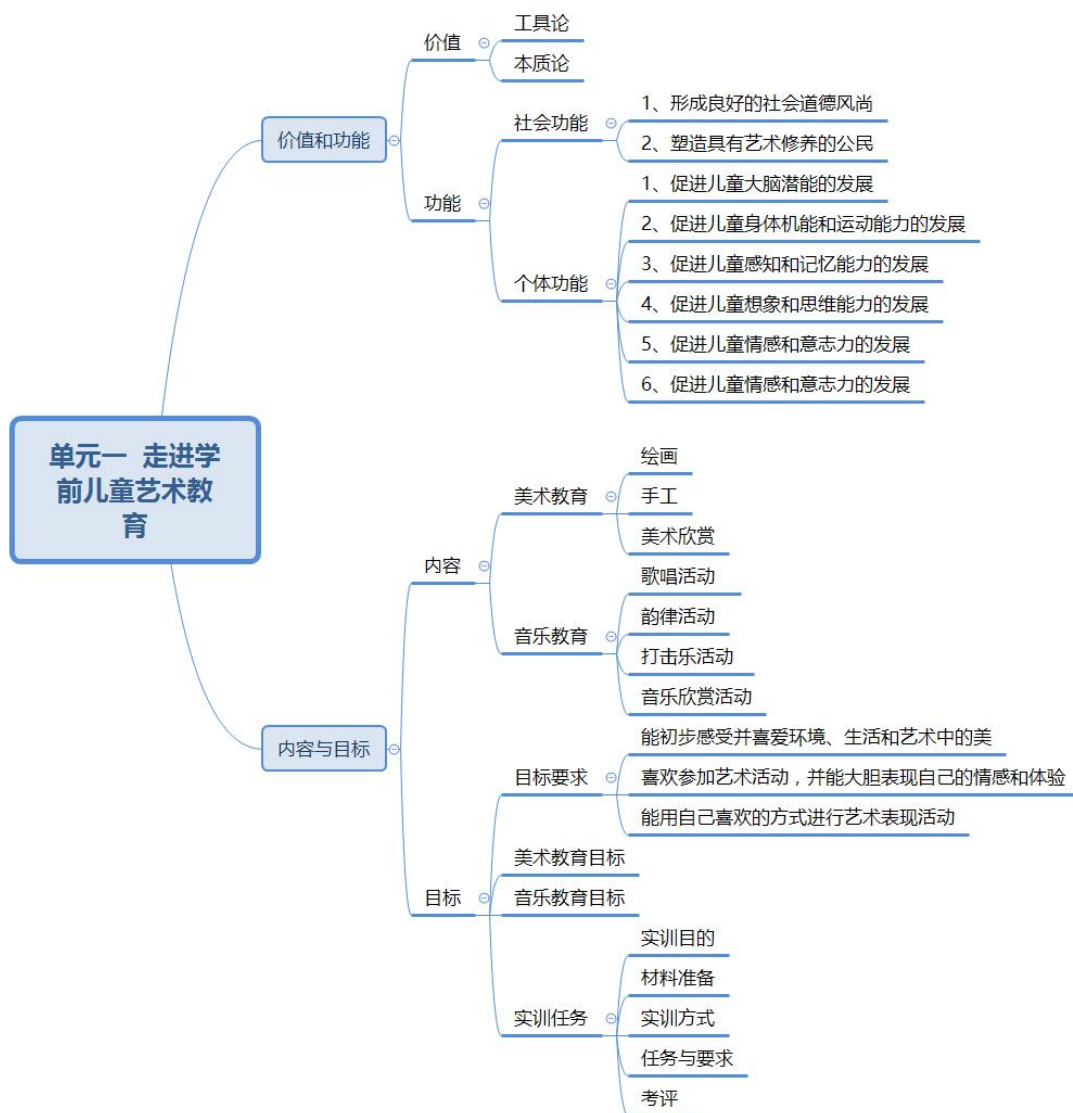 单元一 走进学
前儿童艺术教
育
价值和功能
价值
工具论
本质论
功能
社会功能
1、形成良好的社会道德风尚
2、塑造具有艺术修养的公民
个体功能
1、促进儿童大脑潜能的发展
2、促进儿童身体机能和运动能力的发展
3、促进儿童感知和记忆能力的发展
4、促进儿童想象和思维能力的发展
5、促进儿童情感和意志力的发展
6、促进儿童情感和意志力的发展
内容与目标
内容
美术教育
绘画
手工
美术欣赏
音乐教育
歌唱活动
韵律活动
打击乐活动
音乐欣赏活动
目标
目标要求
能初步感受并喜爱环境、生活和艺术中的美
喜欢参加艺术活动，并能大胆表现自己的情感和体验
能用自己喜欢的方式进行艺术表现活动
美术教育目标
音乐教育目标
实训任务
实训目的
材料准备
实训方式
任务与要求
考评